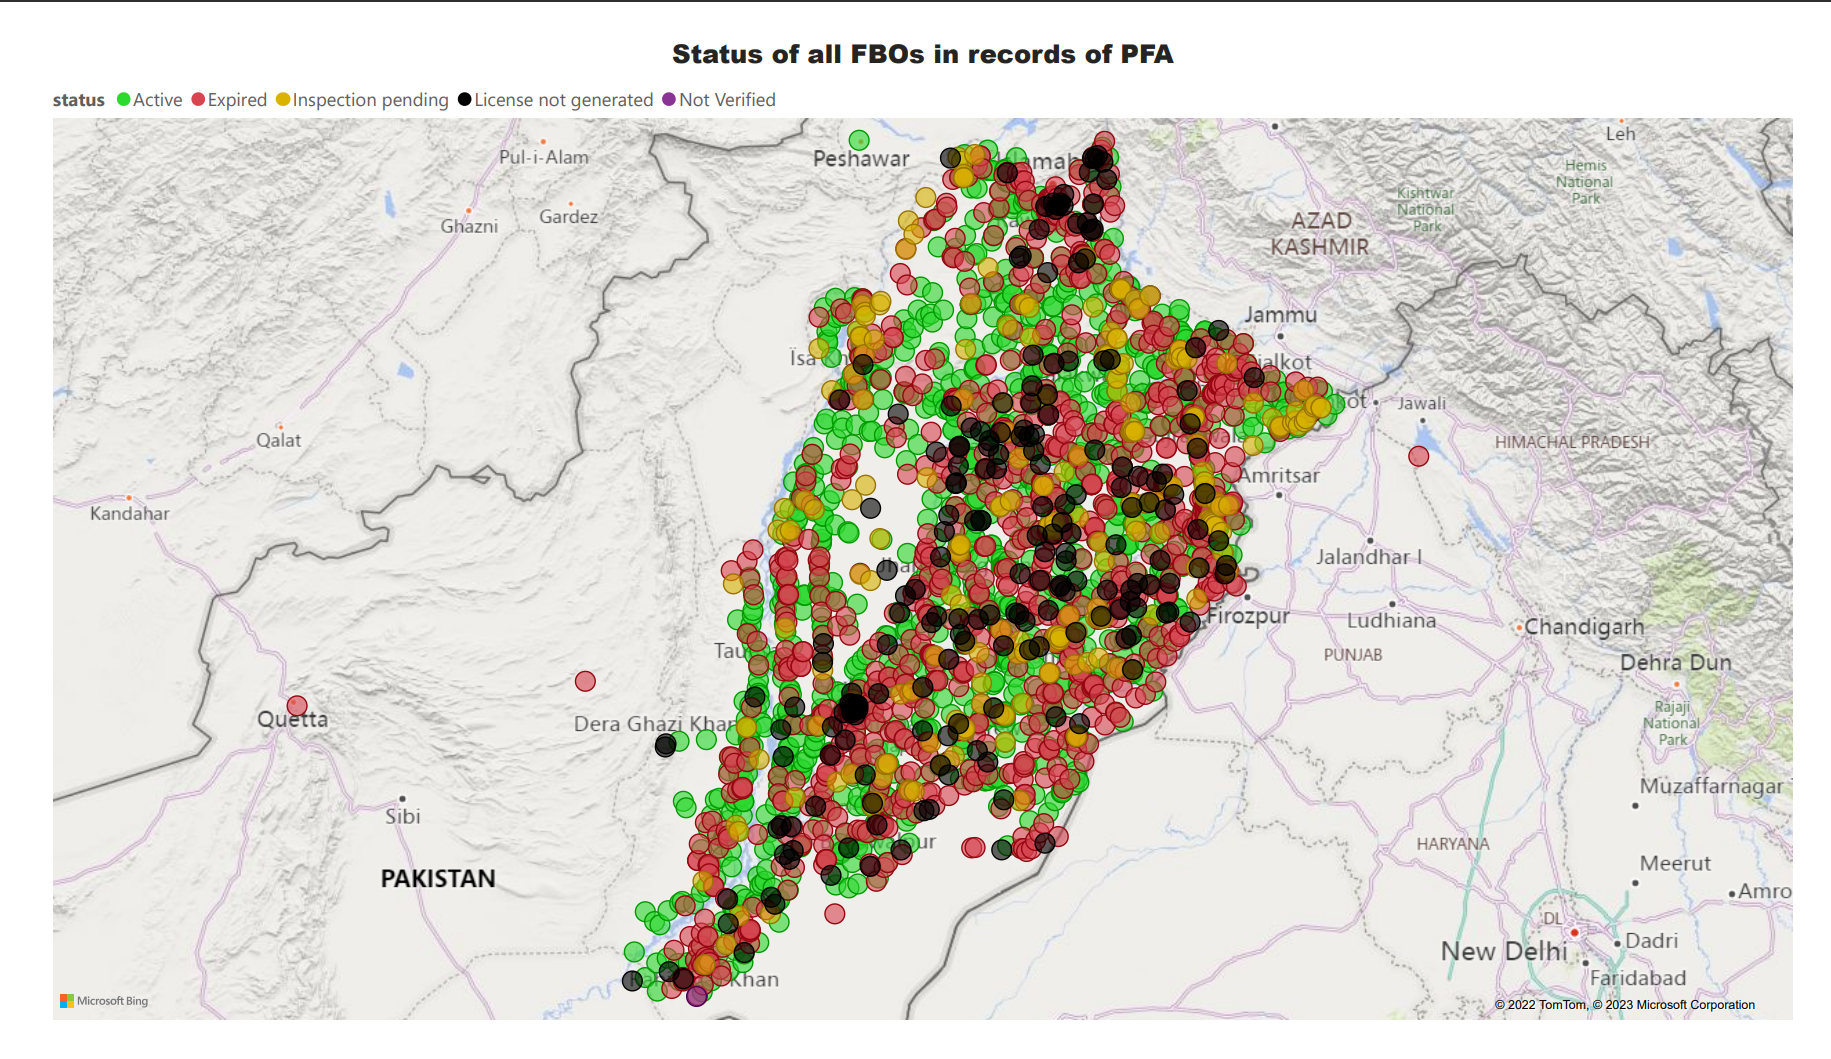 Status of all FBOs in records of PFA
status Active Expired Inspection pending License not generated Not Verified
Leh
Pul-i-Alam
Peshawar
Hemis
National
Park
Kishtwar
National
Park
Ghazni
Gardez
AZAD
KASHMIR
Jammu
Qalat
Jawali
HIMACHAL PRADESH
Amritsar
Kandahar
Jalandhar I
Firozpur
Ludhiana
Chandigarh
PUNJAB
Dehra Dun
Rajaji
National
Park
Quetta
Dera Ghazi Khan
Muzaffarnagar
Sibi
HARYANA
Meerut
PAKISTAN
Amro
DL
Dadri
New Delhi
Khan
Faridabad
Microsoft Bing
© 2022 TomTom, © 2023 Microsoft Corporation